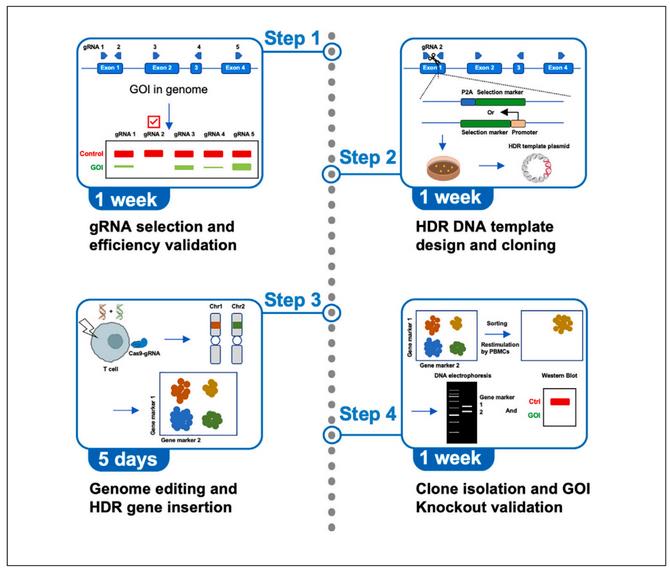 Step 1
gRNA 1 2 3 4 5
Exon 1 Exon 2 3 Exon 4
GOI in genome
gRNA 1 gRNA 2 gRNA 3 gRNA 4 gRNA 5
Control
GOI
1 week
gRNA selection and
efficiency validation
Step 2
gRNA 2
Exon 1 Exon 2 3 Exon 4
P2A Selection marker
Or
Selection marker Promoter
HDR template plasmid
1 week
HDR DNA template
design and cloning
Step 3
+
Chr1 Chr2
Cas9-gRNA
T cell
Gene marker 1
Gene marker 2
5 days
Genome editing and
HDR gene insertion
Step 4
Gene marker 1
Gene marker 2
Sorting
Restimulation
by PBMCs
DNA electrophoresis
Gene marker
1
2
And
Western Blot
Ctrl
GOI
1 week
Clone isolation and GOI
Knockout validation